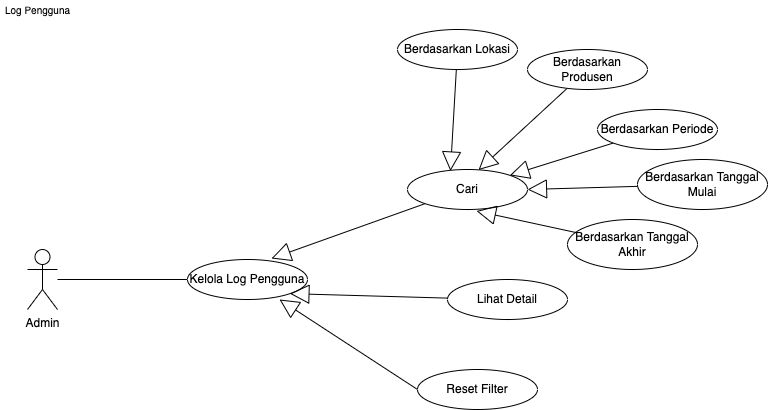 Log Pengguna
Berdasarkan Lokasi
Berdasarkan
Produsen
Berdasarkan Periode
Berdasarkan Tanggal
Mulai
Cari
Berdasarkan Tanggal
Akhir
Kelola Log Pengguna
Lihat Detail
Admin
Reset Filter